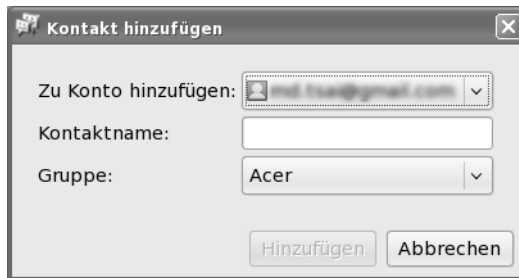 Kontakt hinzufügen
Zu Konto hinzufügen:
Kontaktname:
Gruppe: Acer
Hinzufügen Abbrechen